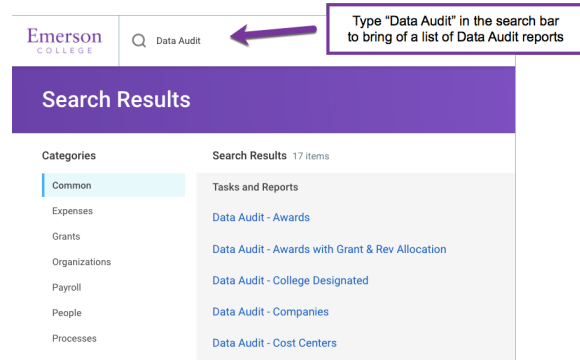 Emerson
COLLEGE
Data Audit
Type “Data Audit” in the search bar
to bring of a list of Data Audit reports
Search Results
Categories
Common
Expenses
Grants
Organizations
Payroll
People
Processes
Search Results 17 items
Tasks and Reports
Data Audit - Awards
Data Audit - Awards with Grant & Rev Allocation
Data Audit - College Designated
Data Audit - Companies
Data Audit - Cost Centers